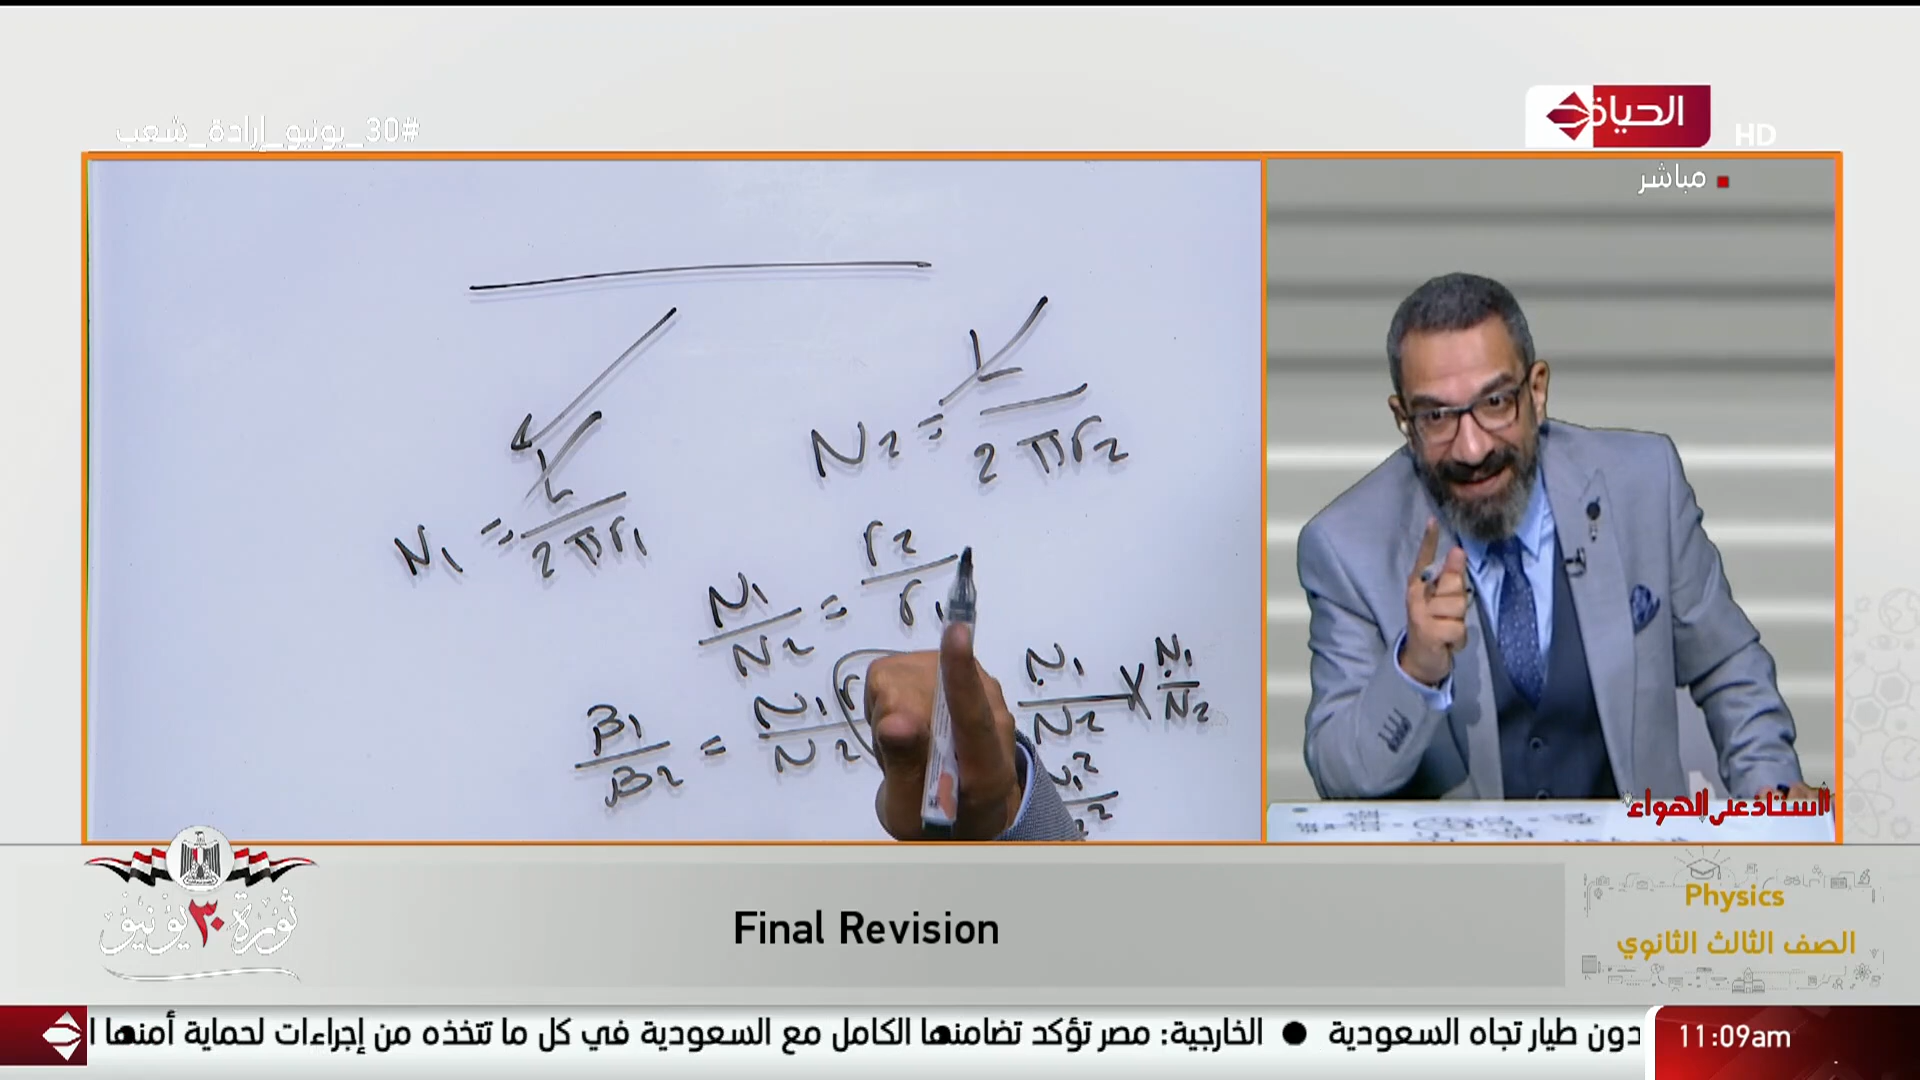 الحياة
HD
#30_يونيو_إرادة_شعب
مباشر
N2 = L / 2πr2
N1 = L / 2πr1
N1 / N2 = r2 / r1
B1 / B2 = N1 / N2
N1 / N2 × N1 / N2
أستاذ على الهواء
ثورة ٣٠ يونيو
Final Revision
Physics
الصف الثالث الثانوي
دون طيار تجاه السعودية ● الخارجية: مصر تؤكد تضامنها الكامل مع السعودية في كل ما تتخذه من إجراءات لحماية أمنها ا
11:09am